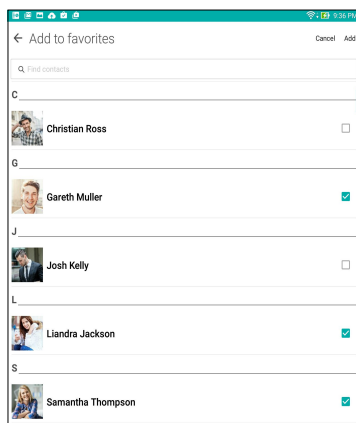 9:36 PM
Add to favorites
Cancel Add
Find contacts
C
Christian Ross
G
Gareth Muller
J
Josh Kelly
L
Liandra Jackson
S
Samantha Thompson